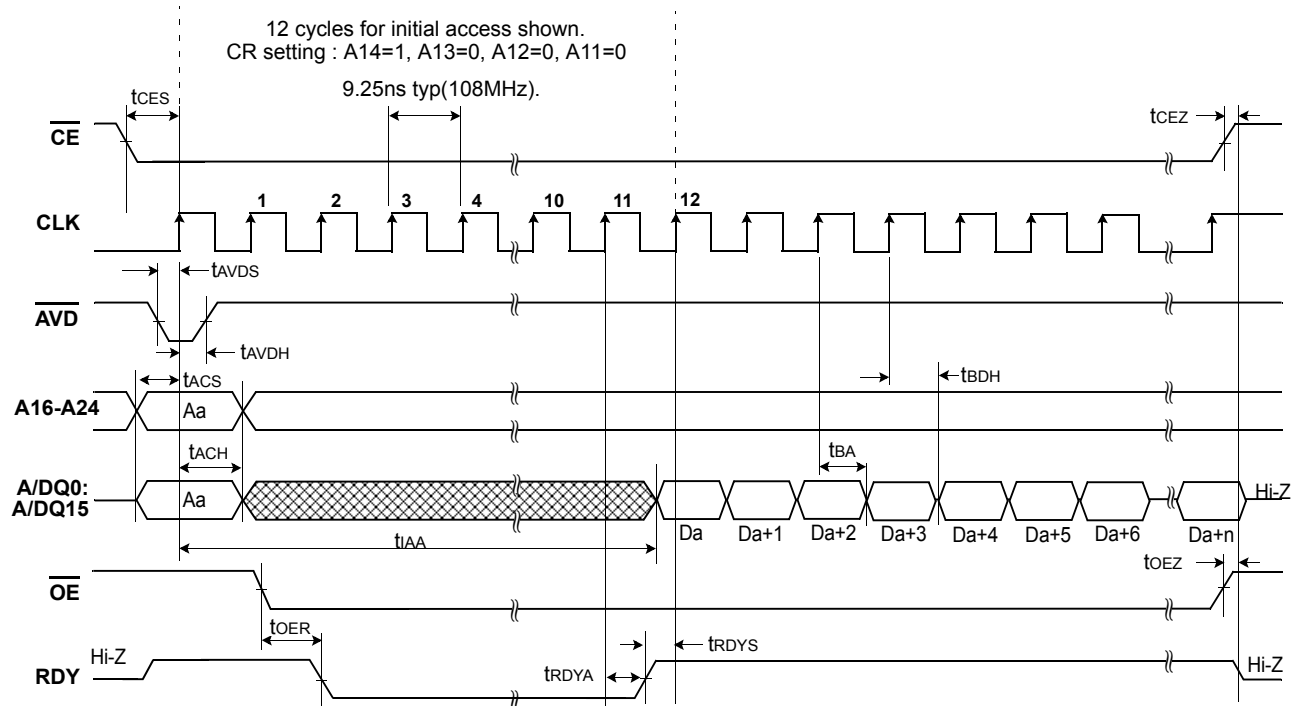 12 cycles for initial access shown.
CR setting : A14=1, A13=0, A12=0, A11=0
9.25ns typ(108MHz).
tCES
tCEZ
CE
1 2 3 4 10 11 12
CLK
tAVDS
AVD
tAVDH
tACS
tBDH
A16-A24
Aa
tACH
tBA
A/DQ0:
A/DQ15
Aa
Hi-Z
Da Da+1 Da+2 Da+3 Da+4 Da+5 Da+6 Da+n
tIAA
tOEZ
OE
tOER
tRDYS
Hi-Z
RDY
tRDYA
Hi-Z